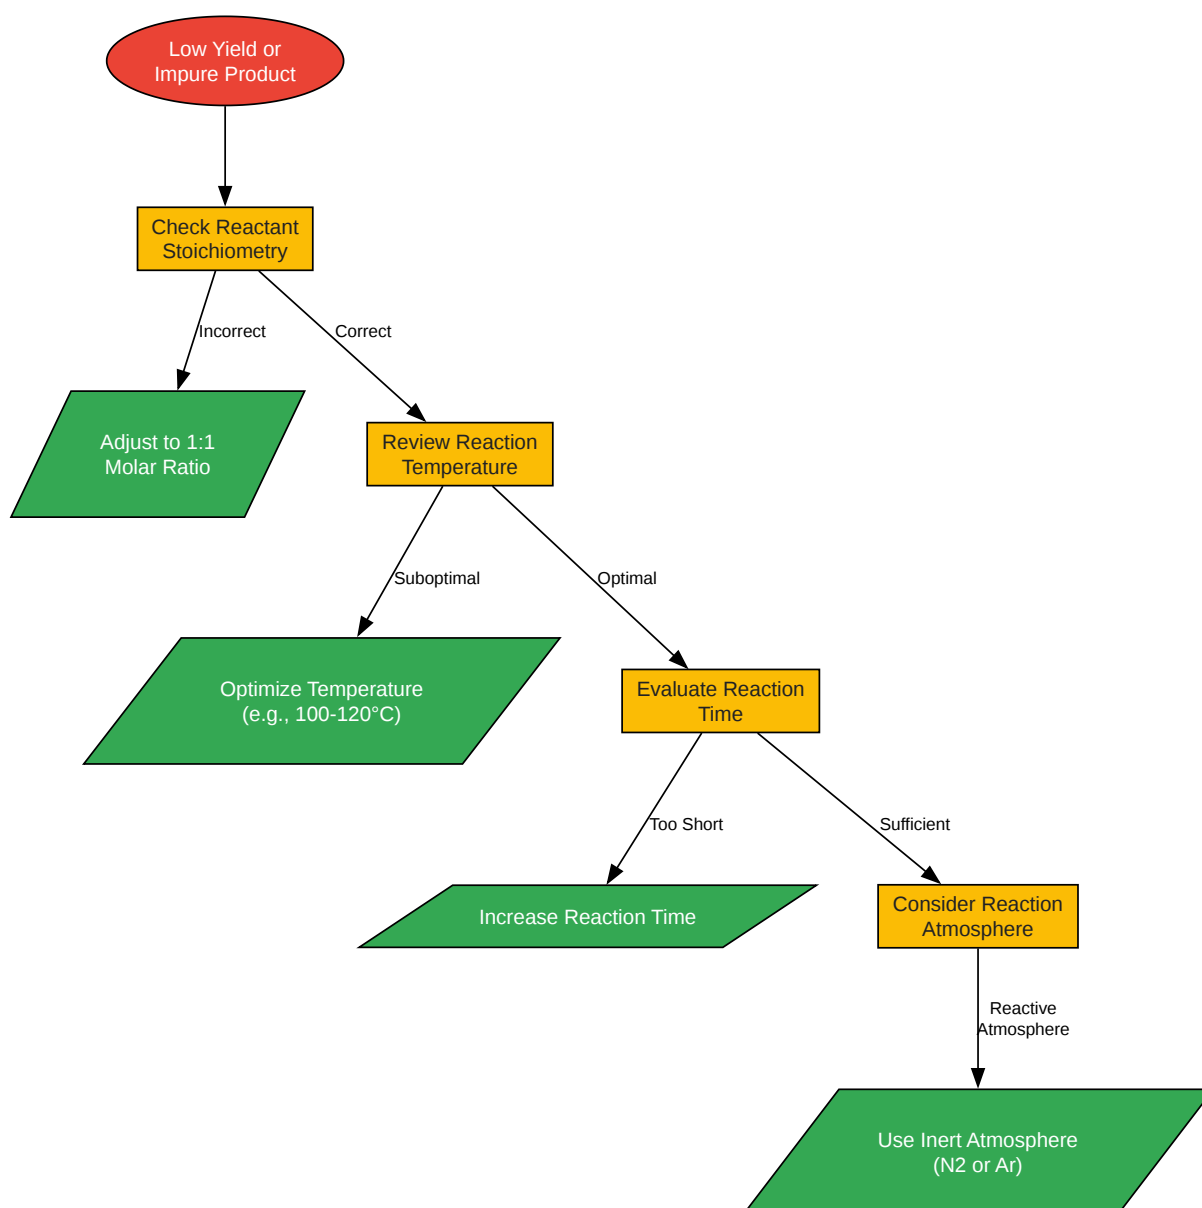 Low Yield or
Impure Product
Check Reactant
Stoichiometry
Incorrect
Correct
Adjust to 1:1
Molar Ratio
Review Reaction
Temperature
Suboptimal
Optimal
Optimize Temperature
(e.g., 100-120°C)
Evaluate Reaction
Time
Too Short
Sufficient
Increase Reaction Time
Consider Reaction
Atmosphere
Reactive
Atmosphere
Use Inert Atmosphere
(N2 or Ar)